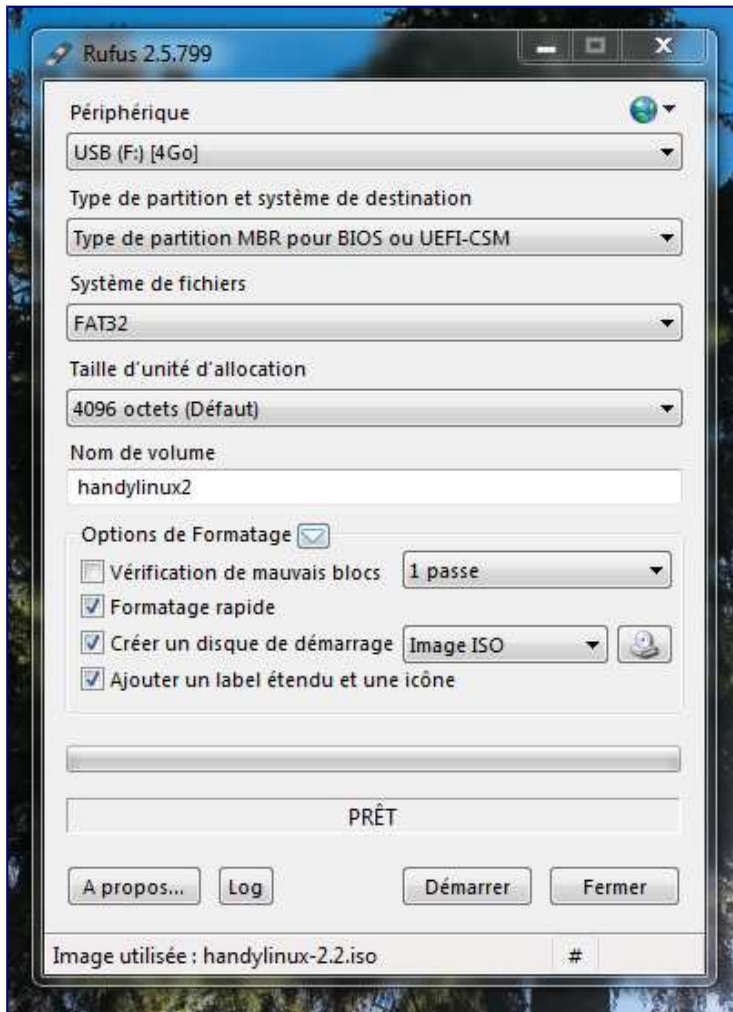 Rufus 2.5.799
Périphérique
USB (F:) [4Go]
Type de partition et système de destination
Type de partition MBR pour BIOS ou UEFI-CSM
Système de fichiers
FAT32
Taille d'unité d'allocation
4096 octets (Défaut)
Nom de volume
handylinux2
Options de Formatage
Vérification de mauvais blocs 1 passe
Formatage rapide
Créer un disque de démarrage Image ISO
Ajouter un label étendu et une icône
PRÊT
A propos... Log Démarrer Fermer
Image utilisée : handylinux-2.2.iso #